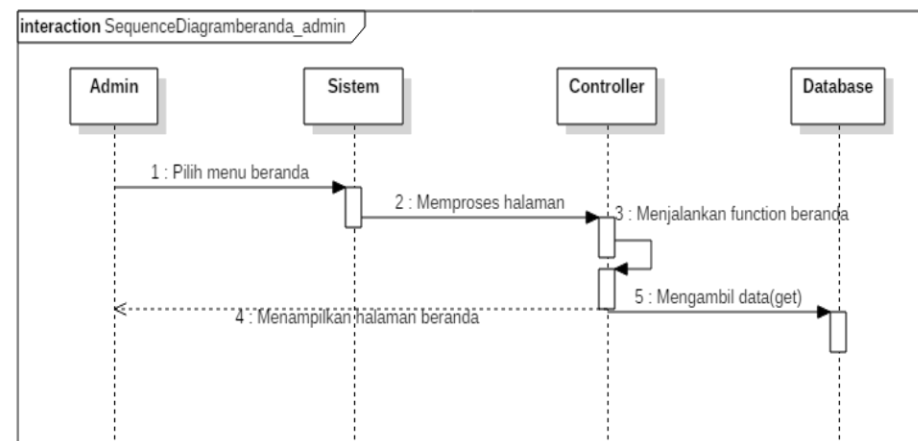 interaction SequenceDiagramberanda_admin
Admin
Sistem
Controller
Database
1 : Pilih menu beranda
2 : Memproses halaman
3 : Menjalankan function beranda
5 : Mengambil data(get)
4 : Menampilkan halaman beranda